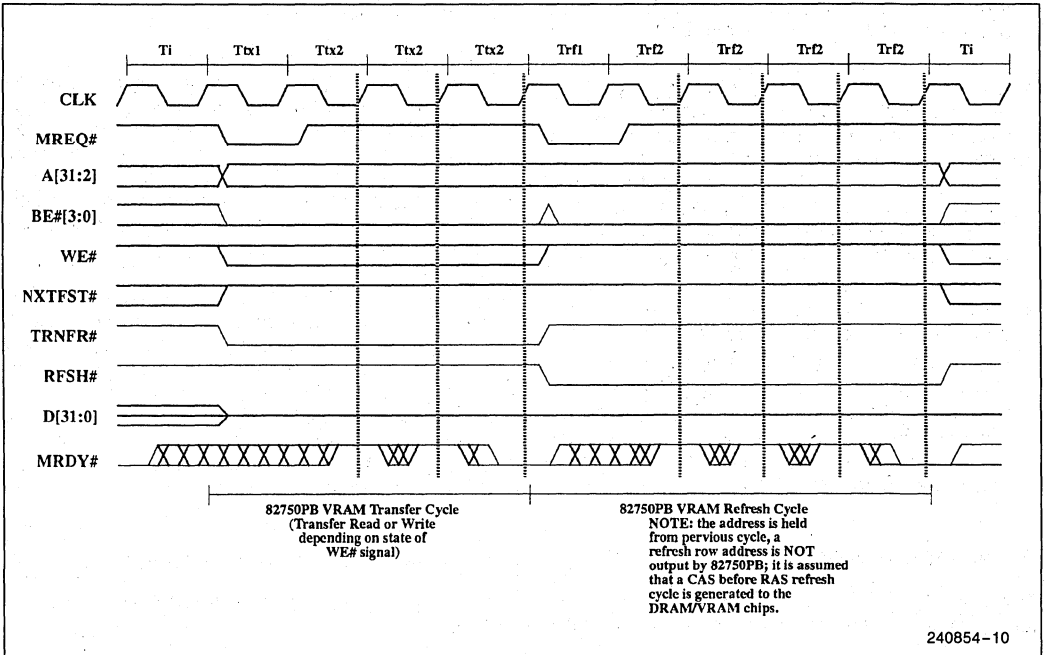 Ti Ttx1 Ttx2 Ttx2 Ttx2 Trf1 Trf2 Trf2 Trf2 Trf2 Ti
CLK
MREQ#
A[31:2]
BE#[3:0]
WE#
NXTFST#
TRNFR#
RFSH#
D[31:0]
MRDY#
82750PB VRAM Transfer Cycle
(Transfer Read or Write
depending on state of
WE# signal)
82750PB VRAM Refresh Cycle
NOTE: the address is held
from pervious cycle, a
refresh row address is NOT
output by 82750PB; it is assumed
that a CAS before RAS refresh
cycle is generated to the
DRAM/VRAM chips.
240854-10